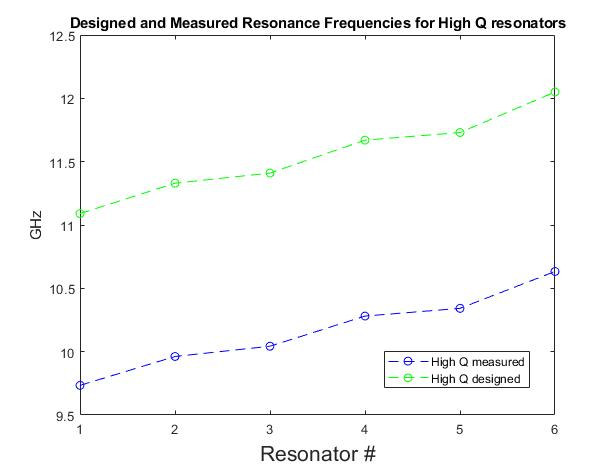 Designed and Measured Resonance Frequencies for High Q resonators
12.5
12
11.5
11
10.5
10
9.5
GHz
High Q measured
High Q designed
1 2 3 4 5 6
Resonator #